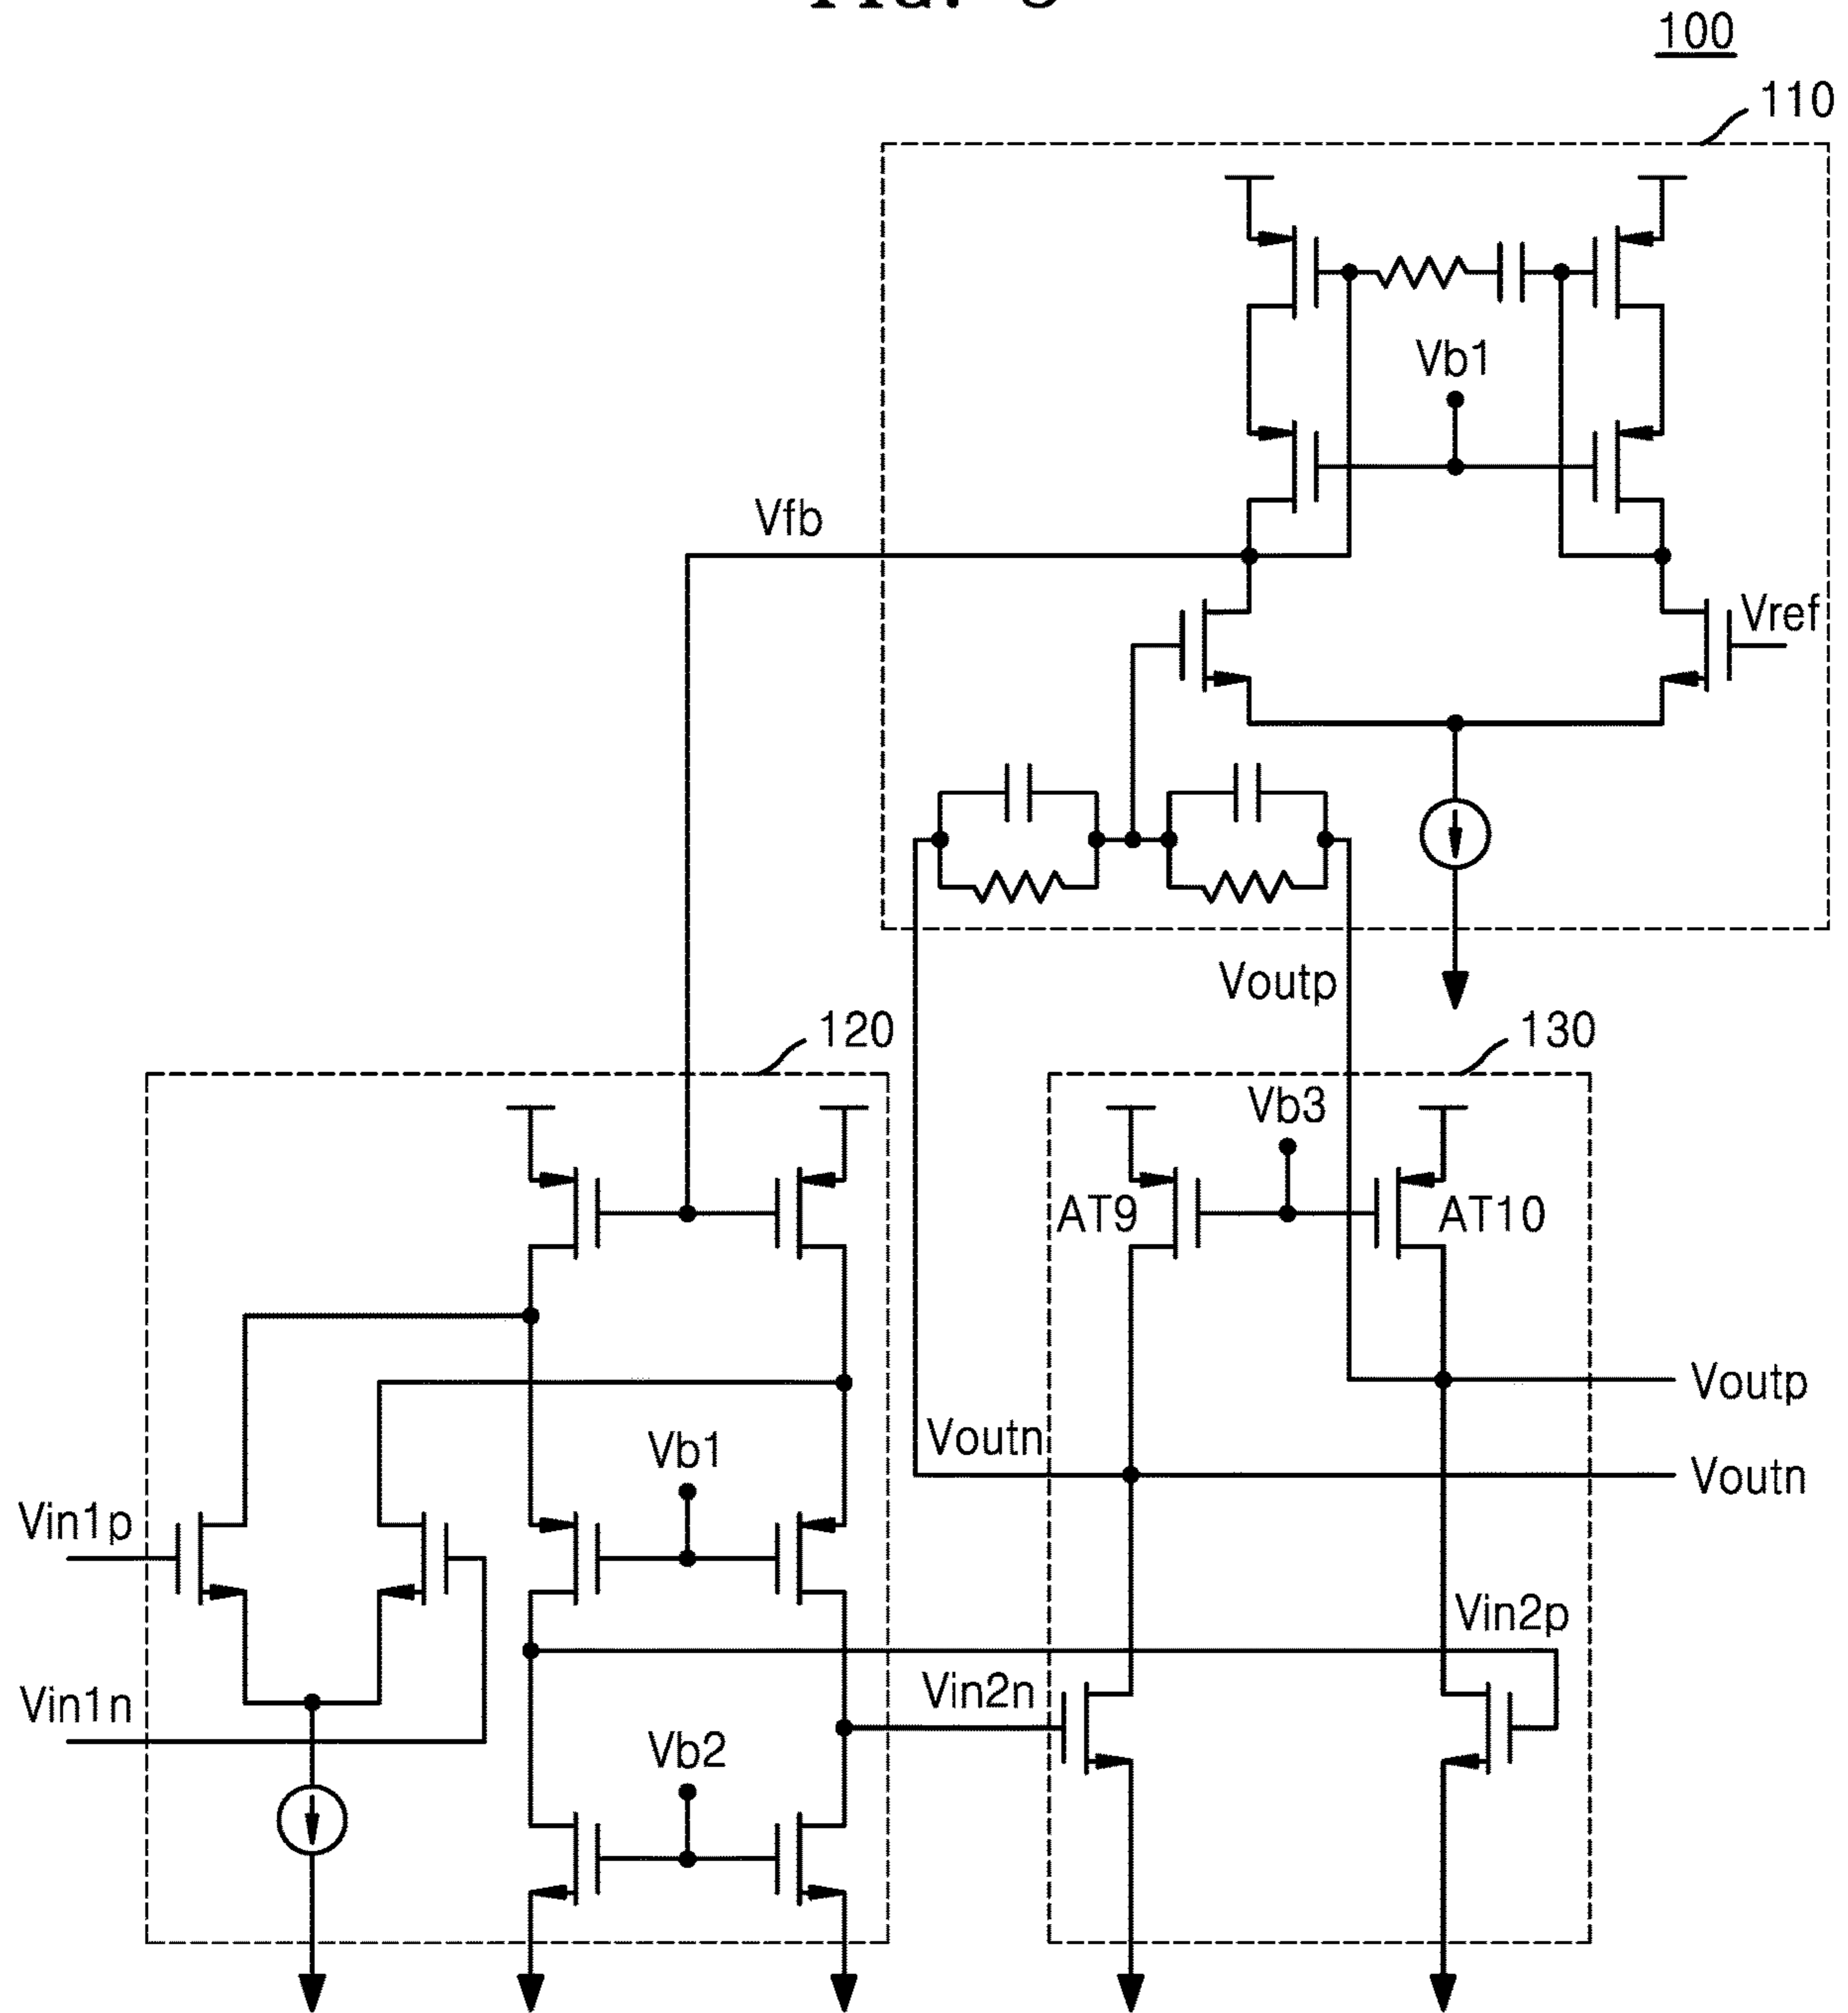 100
110
Vb1
Vfb
Vref
Voutp
120
130
Vb3
AT9
AT10
Voutp
Voutn
Vb1
Voutn
Vin1p
Vin2p
Vin2n
Vin1n
Vb2